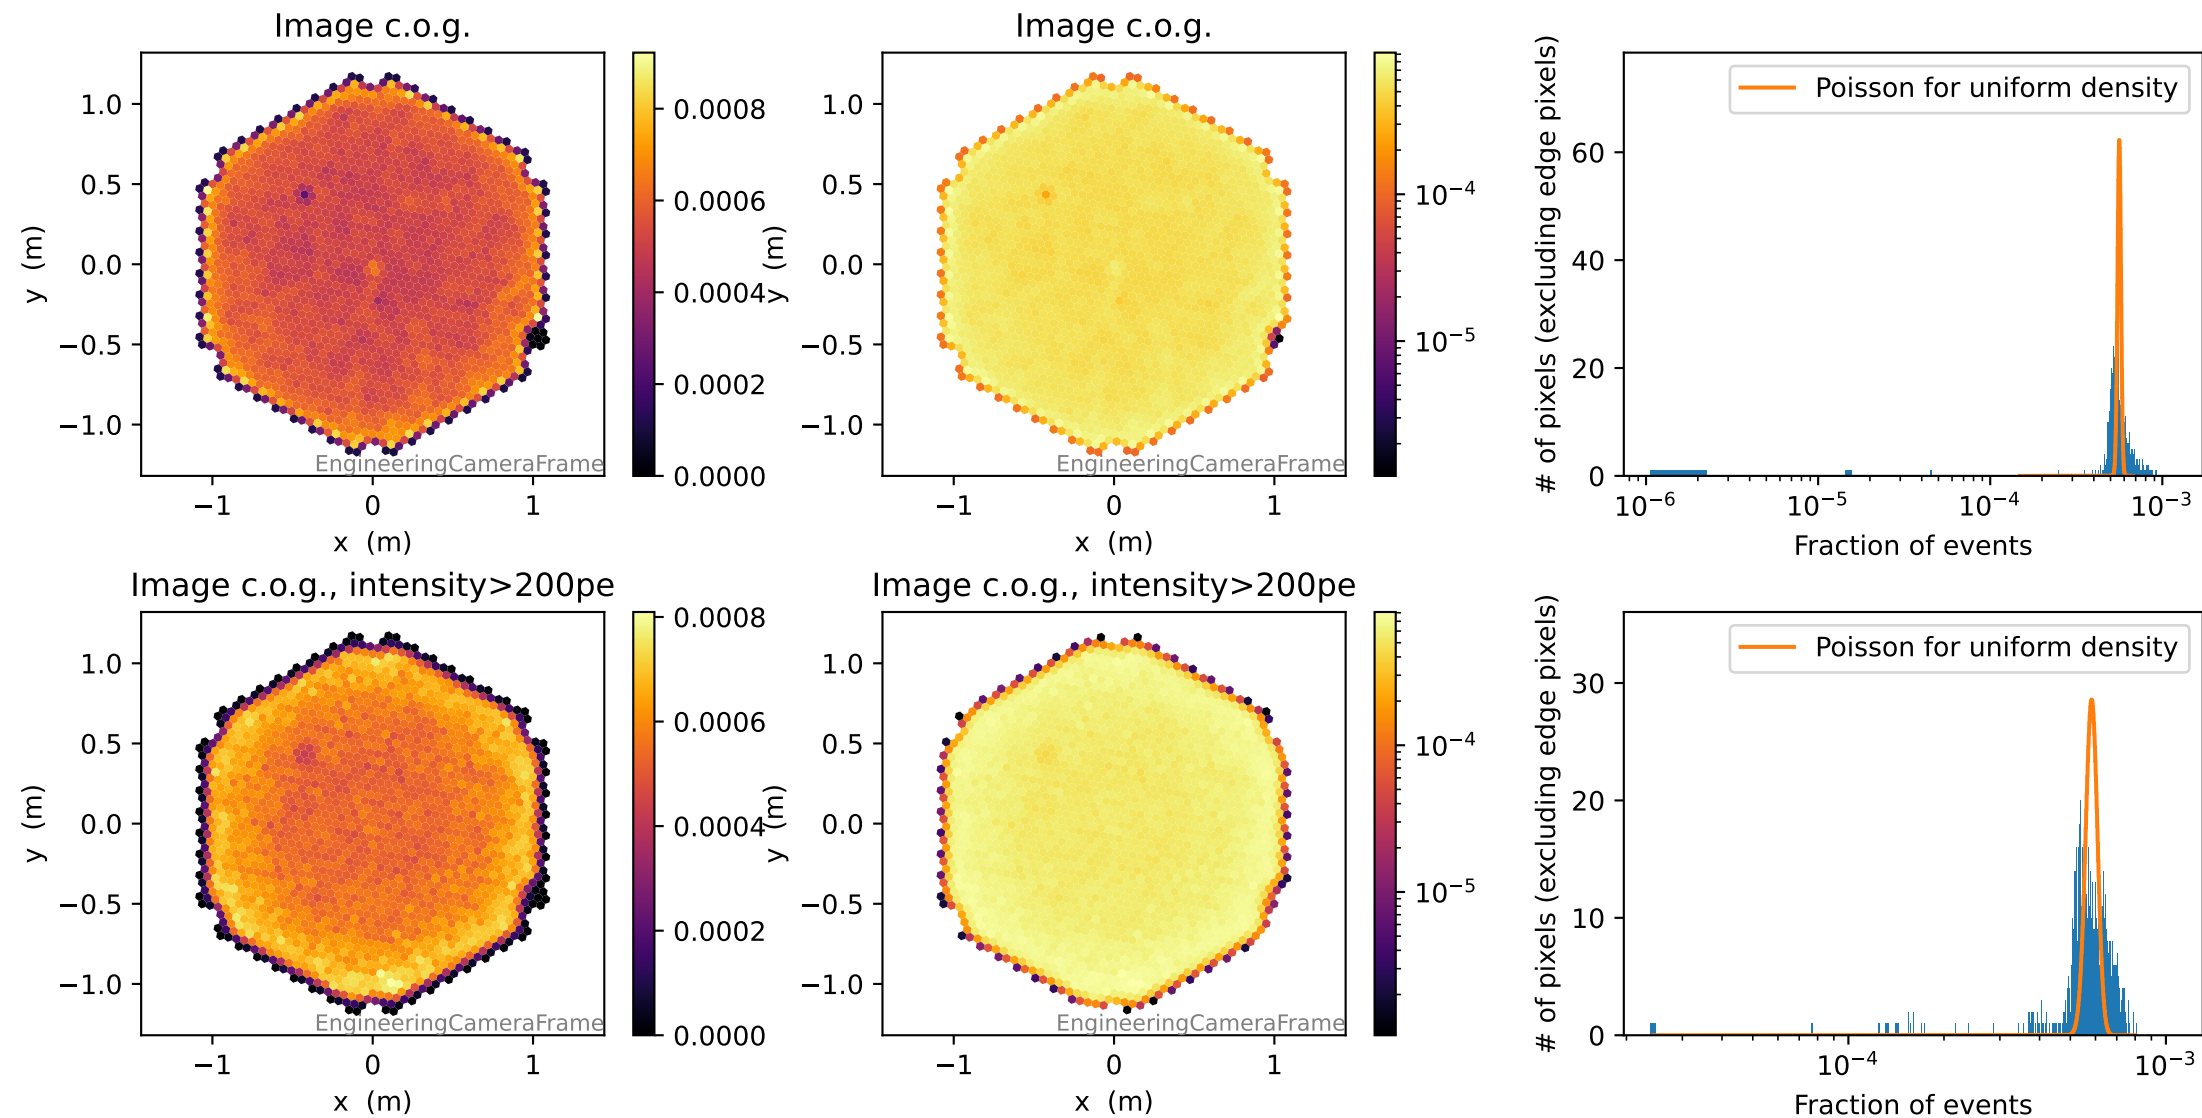 Image c.o.g.
1.0
0.5
0.0
−0.5
−1.0
y (m)
−1
0
1
x (m)
EngineeringCameraFrame
0.0008
0.0006
0.0004
0.0002
0.0000
Image c.o.g.
1.0
0.5
0.0
−0.5
−1.0
y (m)
−1
0
1
x (m)
EngineeringCameraFrame
10⁻⁴
10⁻⁵
Poisson for uniform density
# of pixels (excluding edge pixels)
60
40
20
0
10⁻⁶
10⁻⁵
10⁻⁴
10⁻³
Fraction of events
Image c.o.g., intensity>200pe
1.0
0.5
0.0
−0.5
−1.0
y (m)
−1
0
1
x (m)
EngineeringCameraFrame
0.0008
0.0006
0.0004
0.0002
0.0000
Image c.o.g., intensity>200pe
1.0
0.5
0.0
−0.5
−1.0
y (m)
−1
0
1
x (m)
EngineeringCameraFrame
10⁻⁴
10⁻⁵
Poisson for uniform density
# of pixels (excluding edge pixels)
30
20
10
0
10⁻⁴
10⁻³
Fraction of events